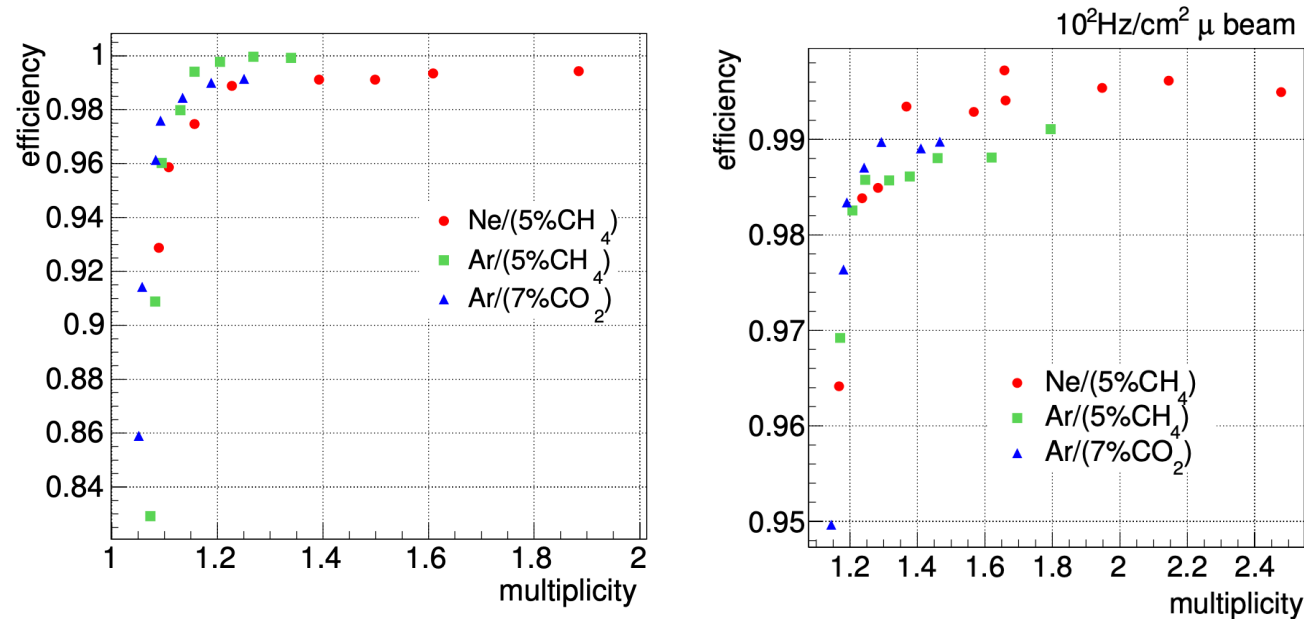 efficiency
1
0.98
0.96
0.94
0.92
0.9
0.88
0.86
0.84
Ne/(5%CH4)
Ar/(5%CH4)
Ar/(7%CO2)
1 1.2 1.4 1.6 1.8 2
multiplicity
10²Hz/cm² μ beam
efficiency
0.99
0.98
0.97
0.96
0.95
Ne/(5%CH4)
Ar/(5%CH4)
Ar/(7%CO2)
1.2 1.4 1.6 1.8 2 2.2 2.4
multiplicity